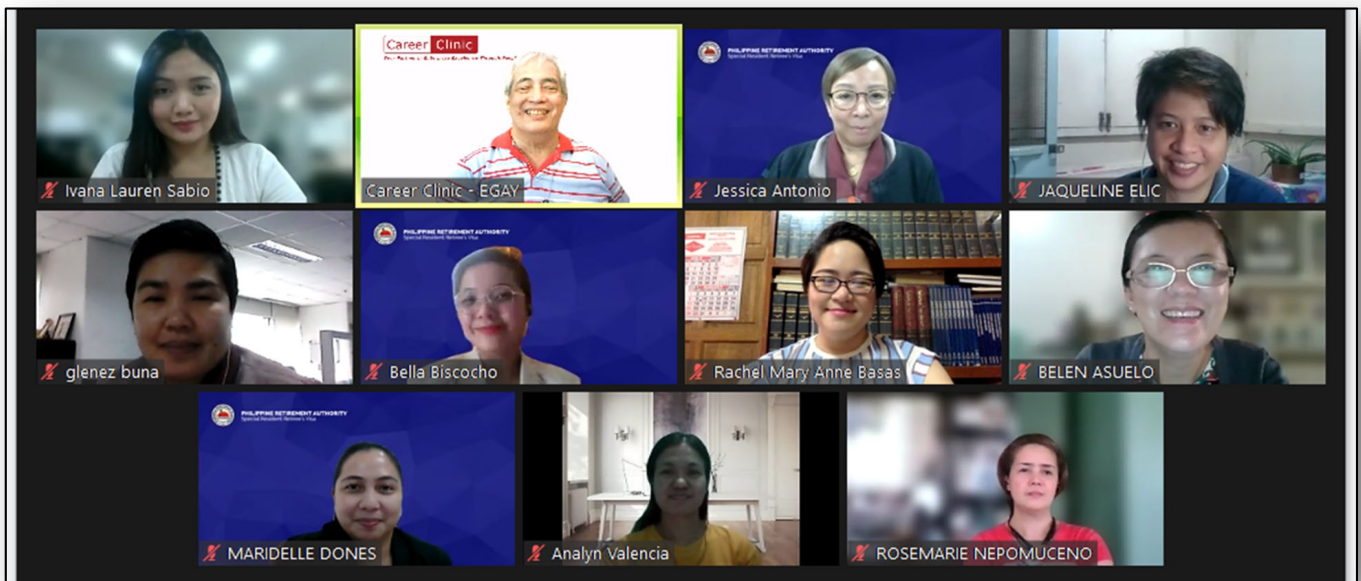 Career Clinic
PHILIPPINE RETIREMENT AUTHORITY
Special Resident Retiree's Visa
Ivana Lauren Sabio
Career Clinic - EGAY
Jessica Antonio
JAQUELINE ELIC
PHILIPPINE RETIREMENT AUTHORITY
Special Resident Retiree's Visa
glenez buna
Bella Biscocho
Rachel Mary Anne Basas
BELEN ASUELO
PHILIPPINE RETIREMENT AUTHORITY
Special Resident Retiree's Visa
MARIDELLE DONES
Analyn Valencia
ROSEMARIE NEPOMUCENO